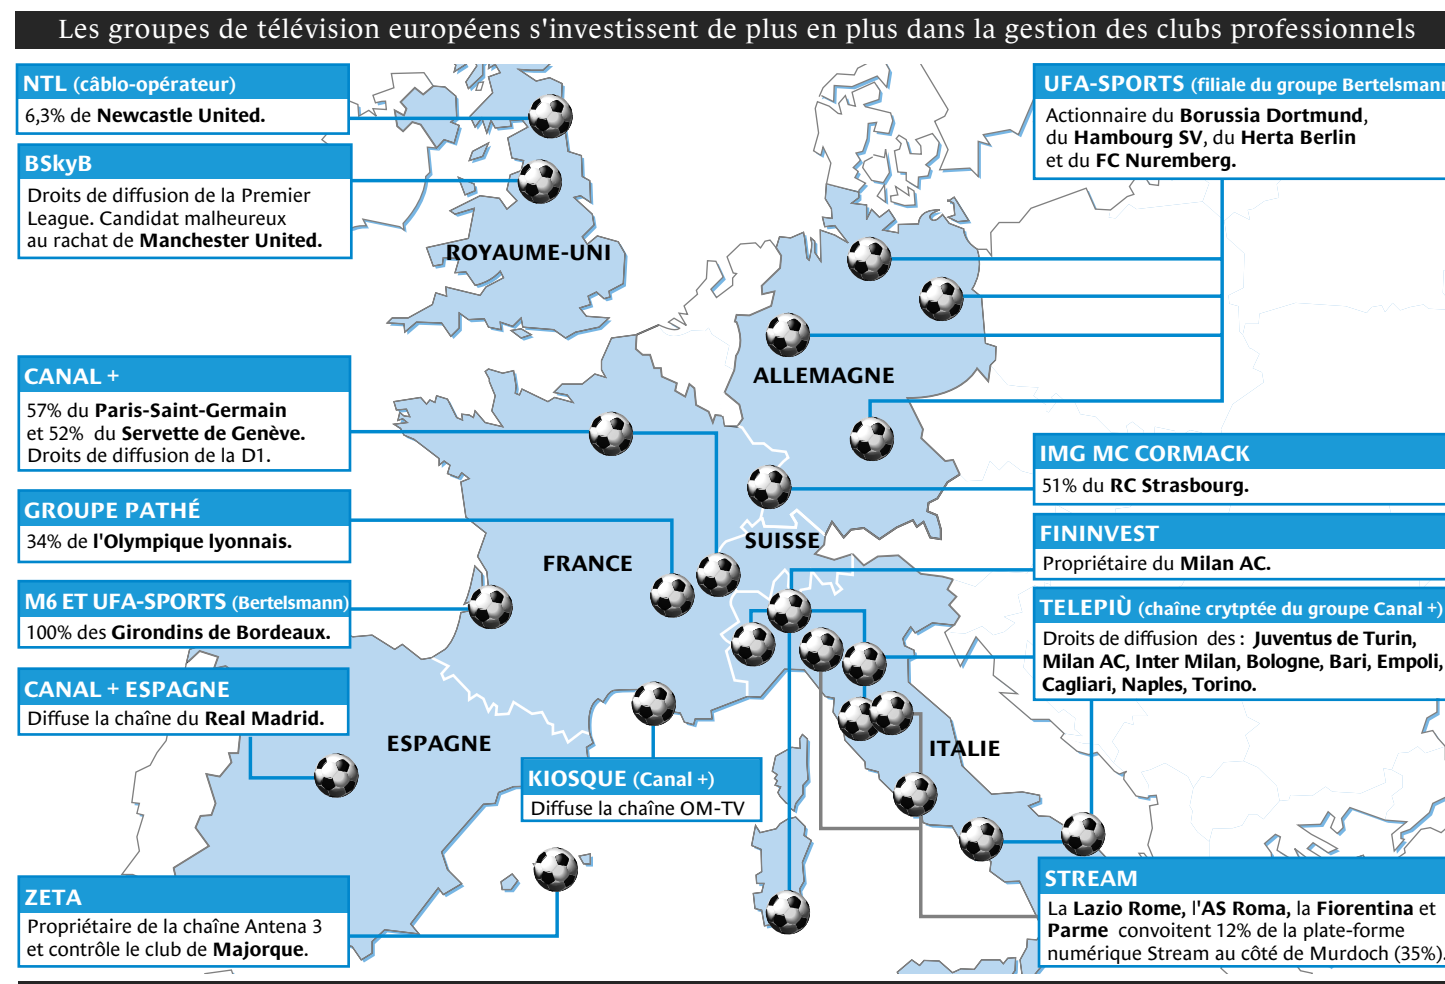 Les groupes de télévision européens s'investissent de plus en plus dans la gestion des clubs professionnels
NTL (câblo-opérateur)
6,3% de Newcastle United.
BSkyB
Droits de diffusion de la Premier
League. Candidat malheureux
au rachat de Manchester United.
ROYAUME-UNI
CANAL +
57% du Paris-Saint-Germain
et 52% du Servette de Genève.
Droits de diffusion de la D1.
GROUPE PATHÉ
34% de l'Olympique lyonnais.
M6 ET UFA-SPORTS (Bertelsmann)
100% des Girondins de Bordeaux.
CANAL + ESPAGNE
Diffuse la chaîne du Real Madrid.
ESPAGNE
ZETA
Propriétaire de la chaîne Antena 3
et contrôle le club de Majorque.
KIOSQUE (Canal +)
Diffuse la chaîne OM-TV
FRANCE
SUISSE
ALLEMAGNE
ITALIE
UFA-SPORTS (filiale du groupe Bertelsmann
Actionnaire du Borussia Dortmund,
du Hambourg SV, du Herta Berlin
et du FC Nuremberg.
IMG MC CORMACK
51% du RC Strasbourg.
FININVEST
Propriétaire du Milan AC.
TELEPIÙ (chaîne crytptée du groupe Canal +)
Droits de diffusion des : Juventus de Turin,
Milan AC, Inter Milan, Bologne, Bari, Empoli,
Cagliari, Naples, Torino.
STREAM
La Lazio Rome, l'AS Roma, la Fiorentina et
Parme convoitent 12% de la plate-forme
numérique Stream au côté de Murdoch (35%).